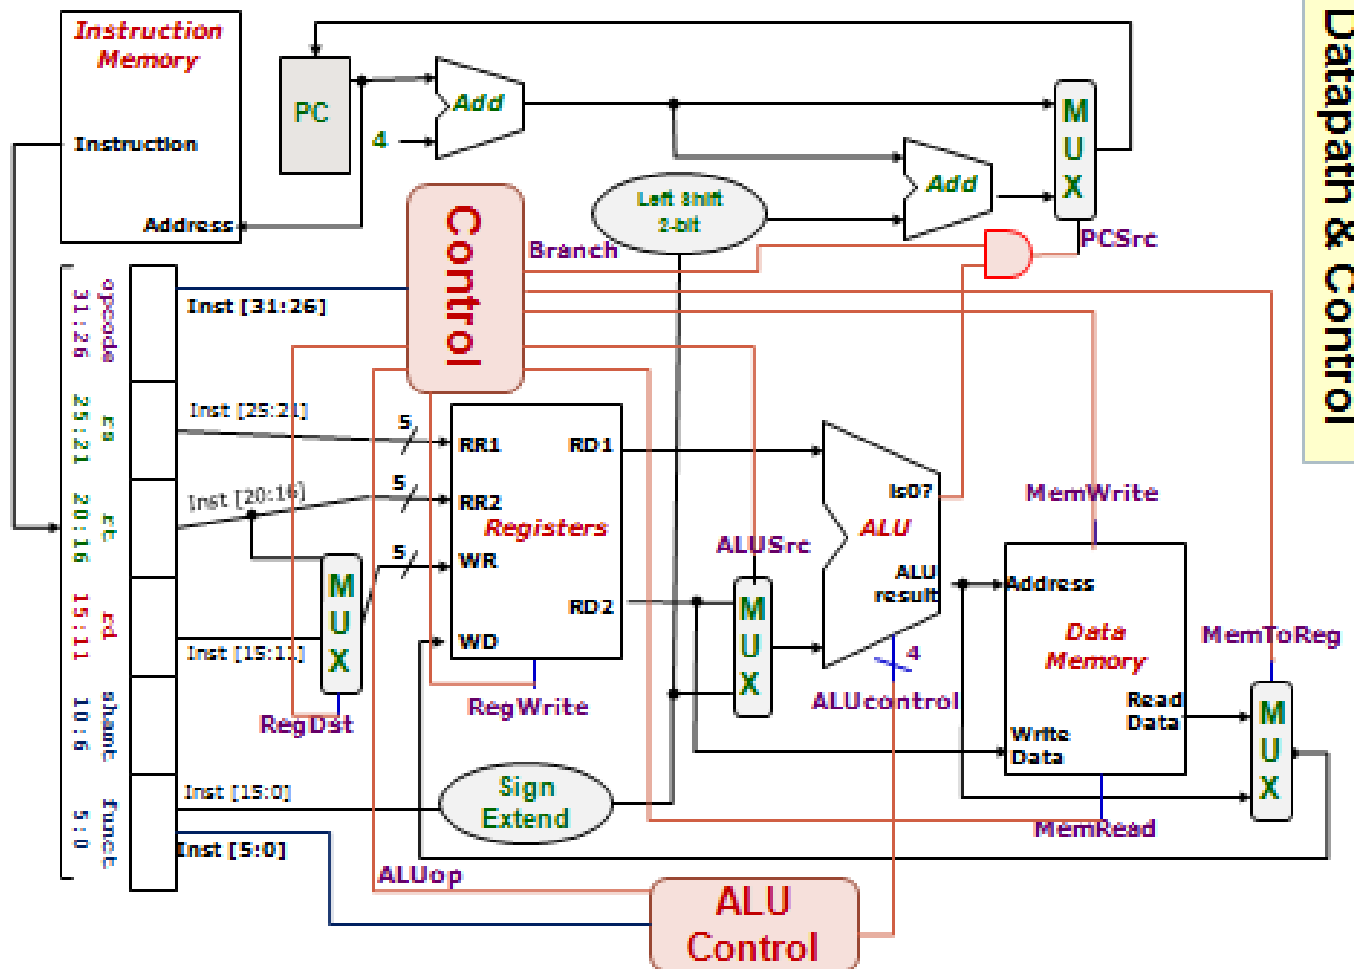 Datapath & Control
Instruction
Memory
Instruction
Address
PC
4
Add
Add
M
U
X
PCSrc
Left Shift
2-bit
Control
Branch
opcode
31:26
Inst [31:26]
rs
25:21
Inst [25:21]
5
rt
20:16
Inst [20:16]
5
rd
15:11
Inst [15:11]
5
shamt
10:6
funct
5:0
Inst [15:0]
Inst [5:0]
M
U
X
RegDst
RR1
RR2
WR
WD
Registers
RD1
RD2
RegWrite
Sign
Extend
ALUSrc
M
U
X
is0?
ALU
ALU
result
4
ALUcontrol
MemWrite
Address
Data
Memory
Read
Data
Write
Data
MemRead
MemToReg
M
U
X
ALUop
ALU
Control